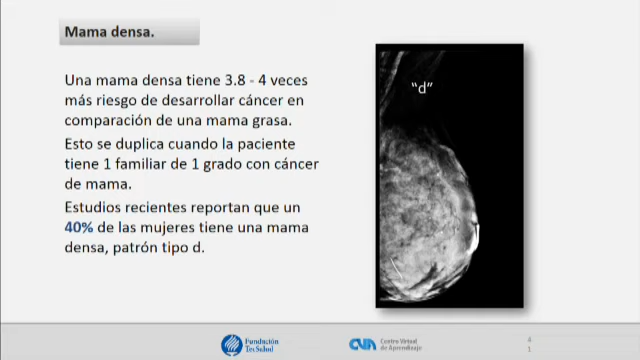 Mama densa.
Una mama densa tiene 3.8 - 4 veces
más riesgo de desarrollar cáncer en
comparación de una mama grasa.
Esto se duplica cuando la paciente
tiene 1 familiar de 1 grado con cáncer
de mama.
Estudios recientes reportan que un
40% de las mujeres tiene una mama
densa, patrón tipo d.
“d”
Fundación
TecSalud
CVA
Centro Virtual
de Aprendizaje
4
1